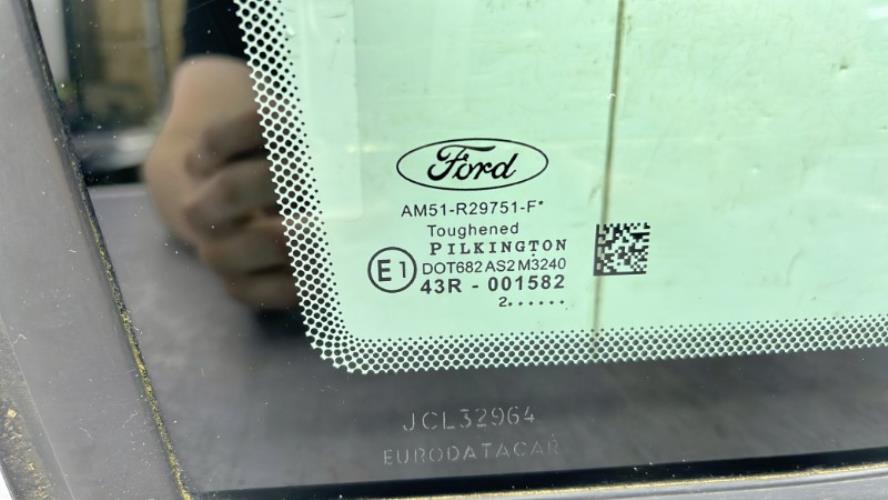 Ford
AM51-R29751-F*
Toughened
PILKINGTON
E1
DOT682 AS2 M3240
43R - 001582
2......
JCL32964
EURODATACAR